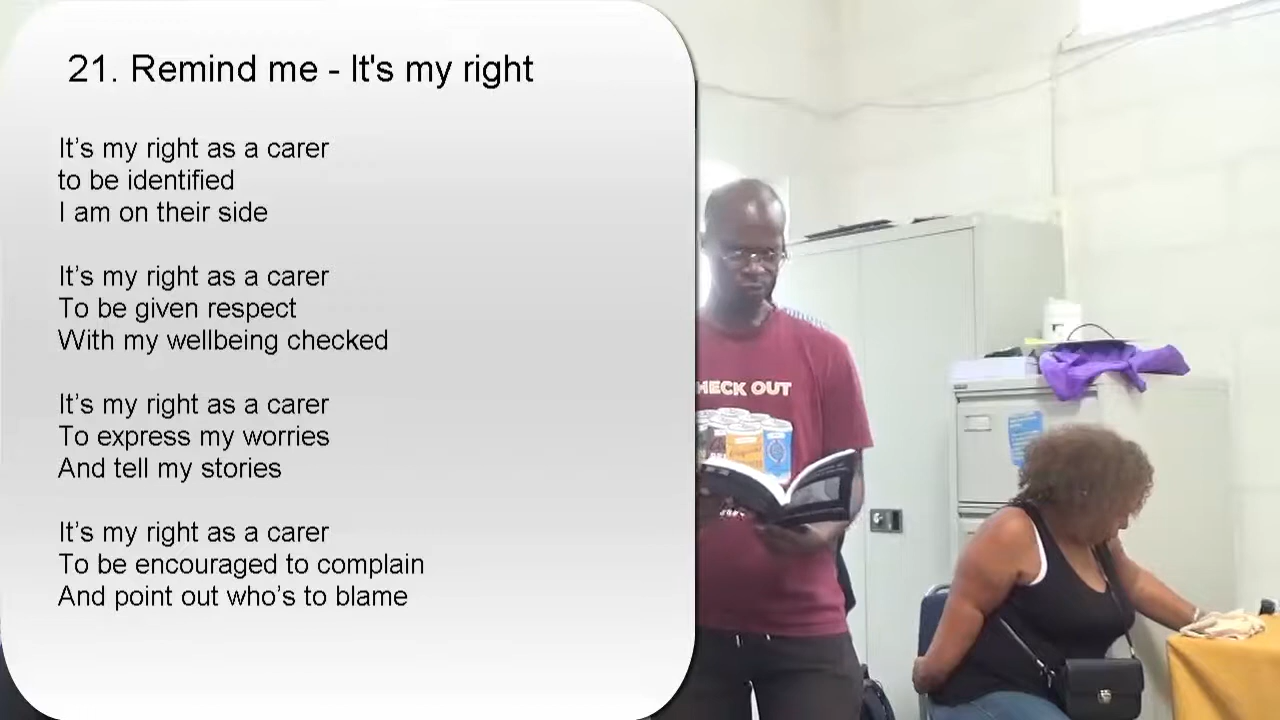 21. Remind me - It's my right
It’s my right as a carer
to be identified
I am on their side
It’s my right as a carer
To be given respect
With my wellbeing checked
It’s my right as a carer
To express my worries
And tell my stories
It’s my right as a carer
To be encouraged to complain
And point out who’s to blame
HECK OUT